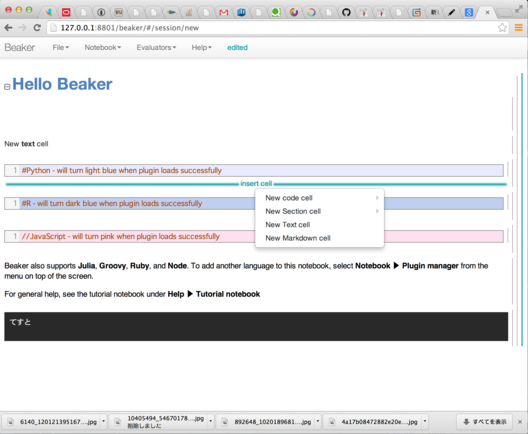 127.0.0.1:8801/beaker/#/session/new
Beaker File Notebook Evaluators Help edited
Hello Beaker
New text cell
1 #Python - will turn light blue when plugin loads successfully
insert cell
New code cell
New Section cell
New Text cell
New Markdown cell
1 #R - will turn dark blue when plugin loads successfully
1 //JavaScript - will turn pink when plugin loads successfully
Beaker also supports Julia, Groovy, Ruby, and Node. To add another language to this notebook, select Notebook ▶ Plugin manager from the
menu on top of the screen.
For general help, see the tutorial notebook under Help ▶ Tutorial notebook
てすと
6140_120121395167....jpg
10405494_54670178....jpg
削除しました
892648_1020189681....jpg
4a17b08472882e20e....jpg
すべてを表示